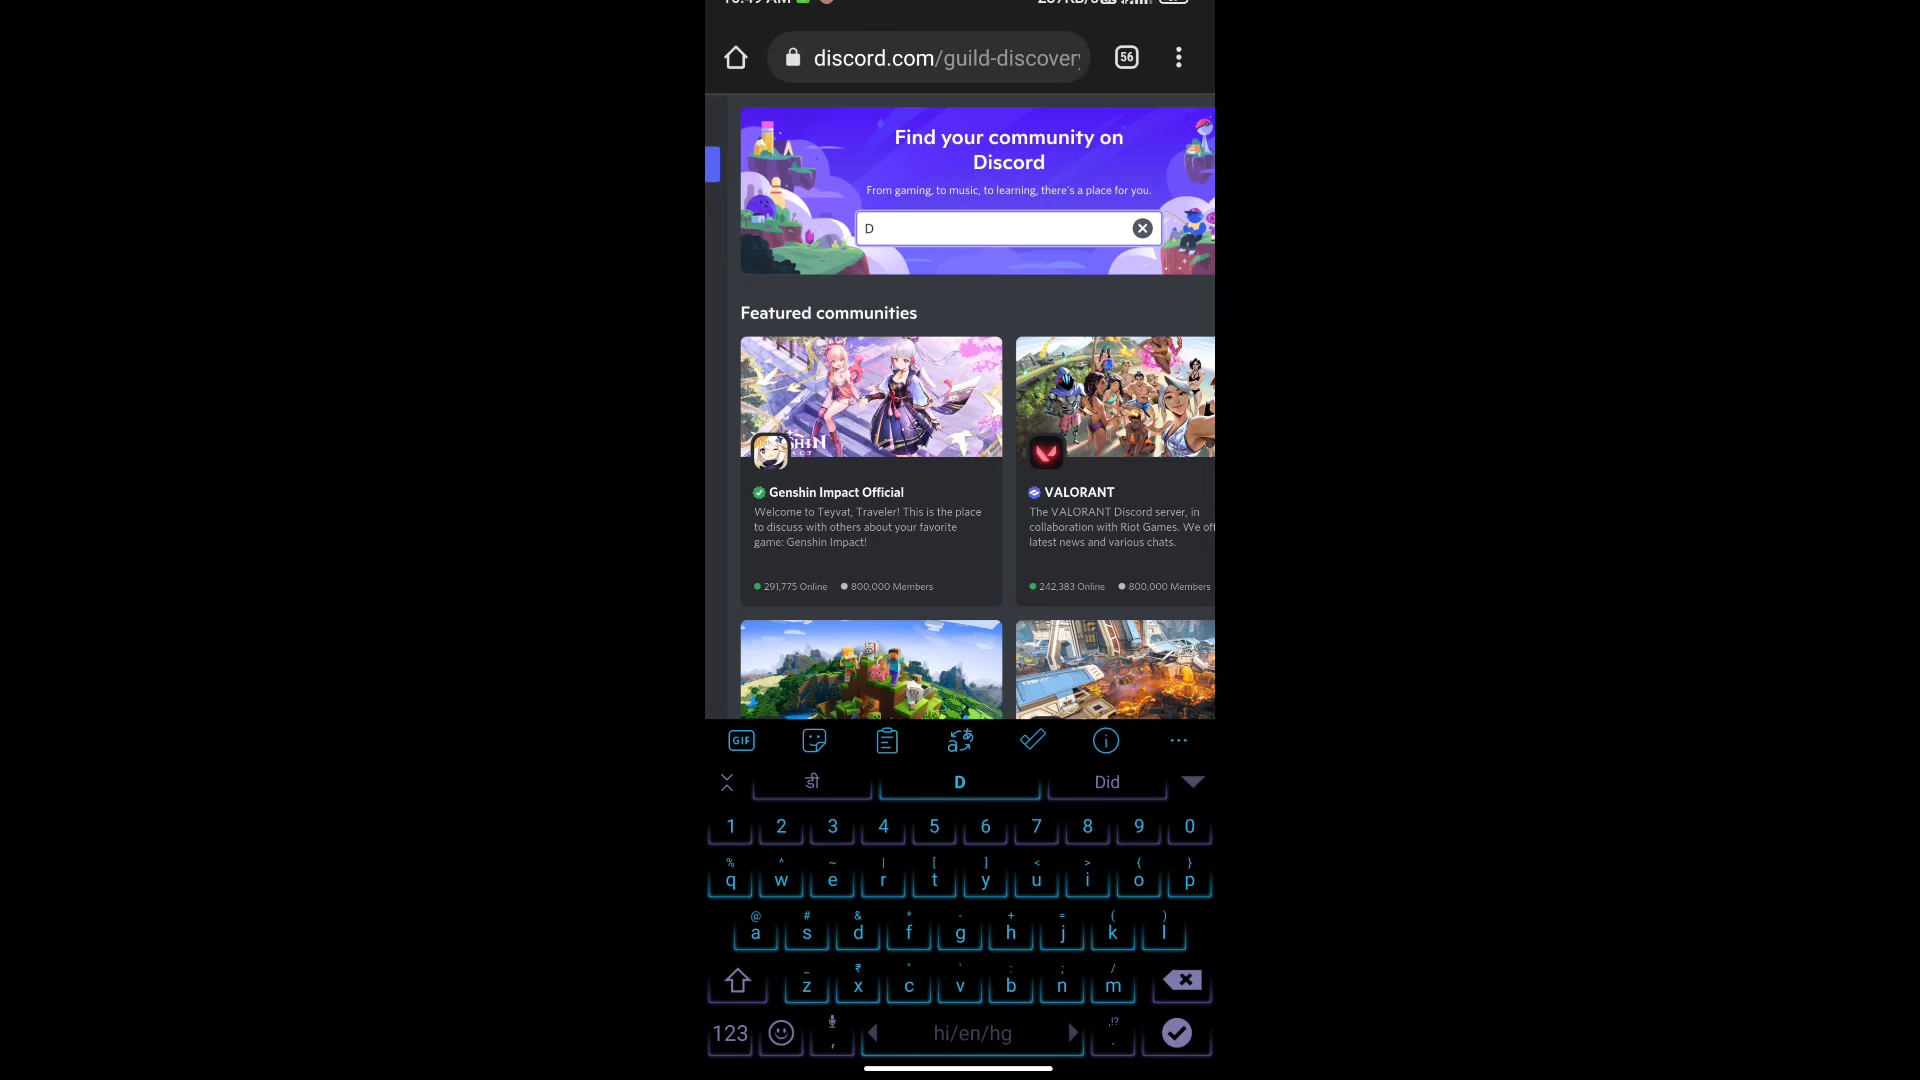 discord.com/guild-discovery
56
Find your community on
Discord
From gaming, to music, to learning, there's a place for you.
D
Featured communities
Genshin Impact Official
Welcome to Teyvat, Traveler! This is the place
to discuss with others about your favorite
game: Genshin Impact!
291,775 Online
800,000 Members
VALORANT
The VALORANT Discord server, in
collaboration with Riot Games. We off
latest news and various chats.
242,383 Online
800,000 Members
GIF
डी
D
Did
1 2 3 4 5 6 7 8 9 0
% ^ ~ | [ ] < > { }
q w e r t y u i o p
@ # & * - + = ( )
a s d f g h j k l
_ ₹ " ' : ; /
z x c v b n m
,!?
123 , hi/en/hg .